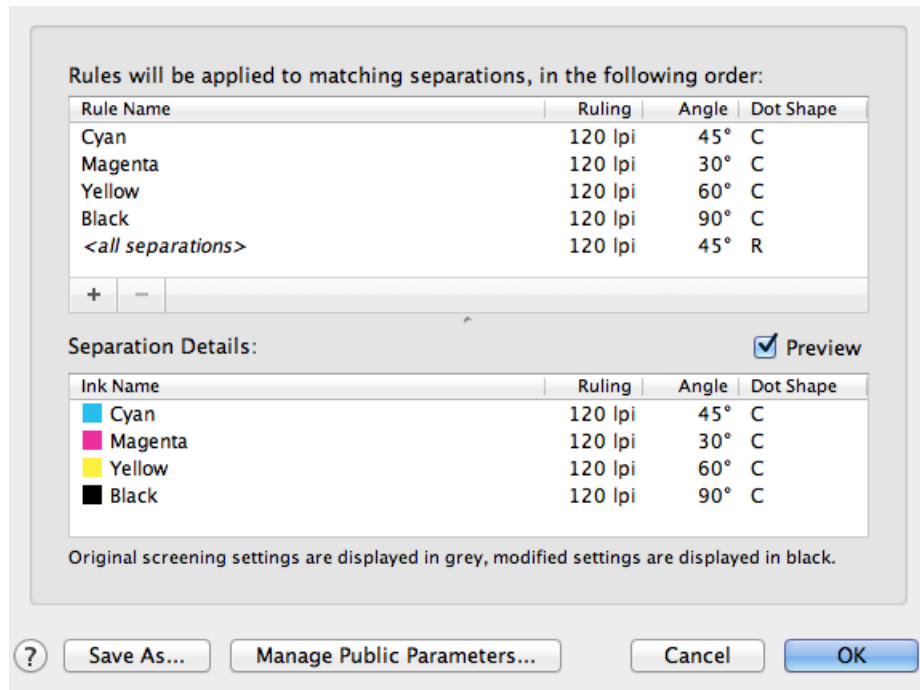 Rules will be applied to matching separations, in the following order:
Rule Name Ruling Angle Dot Shape
Cyan 120 lpi 45° C
Magenta 120 lpi 30° C
Yellow 120 lpi 60° C
Black 120 lpi 90° C
<all separations> 120 lpi 45° R
+ −
Separation Details: Preview
Ink Name Ruling Angle Dot Shape
Cyan 120 lpi 45° C
Magenta 120 lpi 30° C
Yellow 120 lpi 60° C
Black 120 lpi 90° C
Original screening settings are displayed in grey, modified settings are displayed in black.
? Save As... Manage Public Parameters... Cancel OK